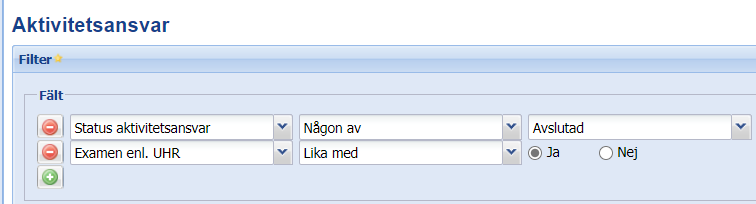 Aktivitetsansvar
Filter
Fält
Status aktivitetsansvar Någon av Avslutad
Examen enl. UHR Lika med Ja Nej